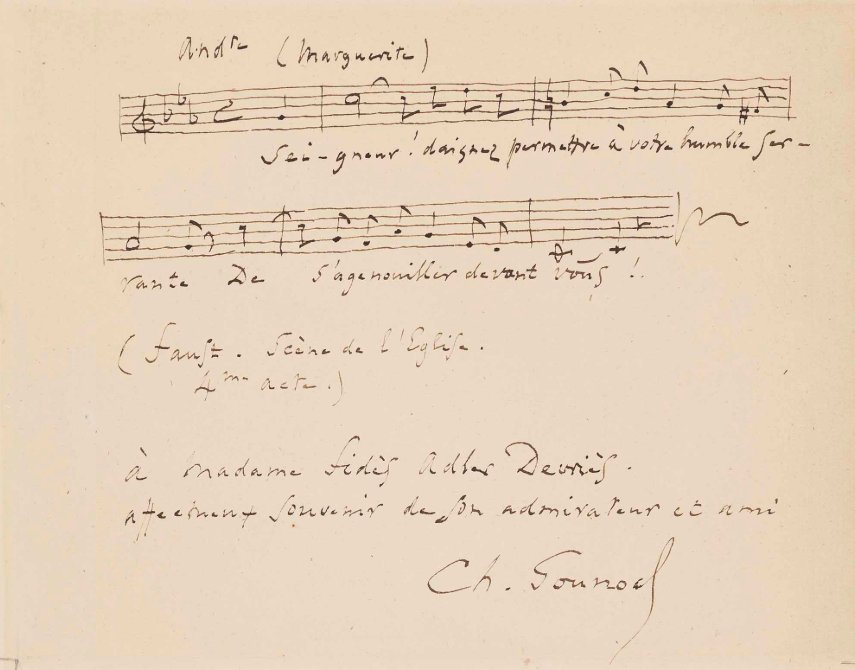 Andte (Marguerite)
Sei-gneur! daignez permettre à votre humble ser-
vante De s'agenouiller devant vous!
(Faust. Scène de l'Eglise.
4me acte.)
à madame Fidès Adler Devriès.
affectueux souvenir de son admirateur et ami
Ch. Gounod